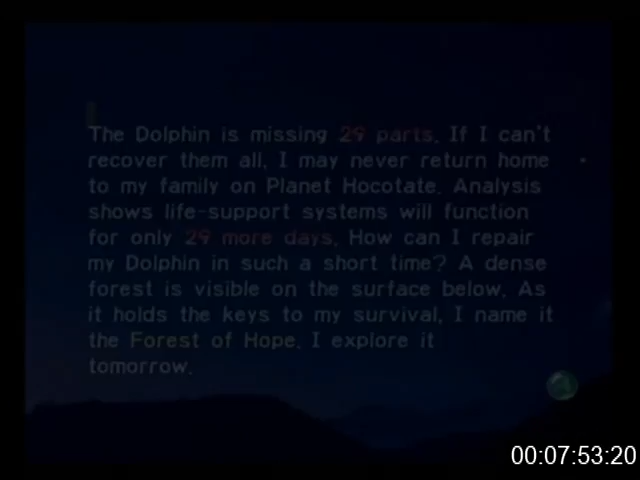 The Dolphin is missing 29 parts. If I can't
recover them all, I may never return home
to my family on Planet Hocotate. Analysis
shows life-support systems will function
for only 29 more days. How can I repair
my Dolphin in such a short time? A dense
forest is visible on the surface below. As
it holds the keys to my survival, I name it
the Forest of Hope. I explore it
tomorrow.
00:07:53:20